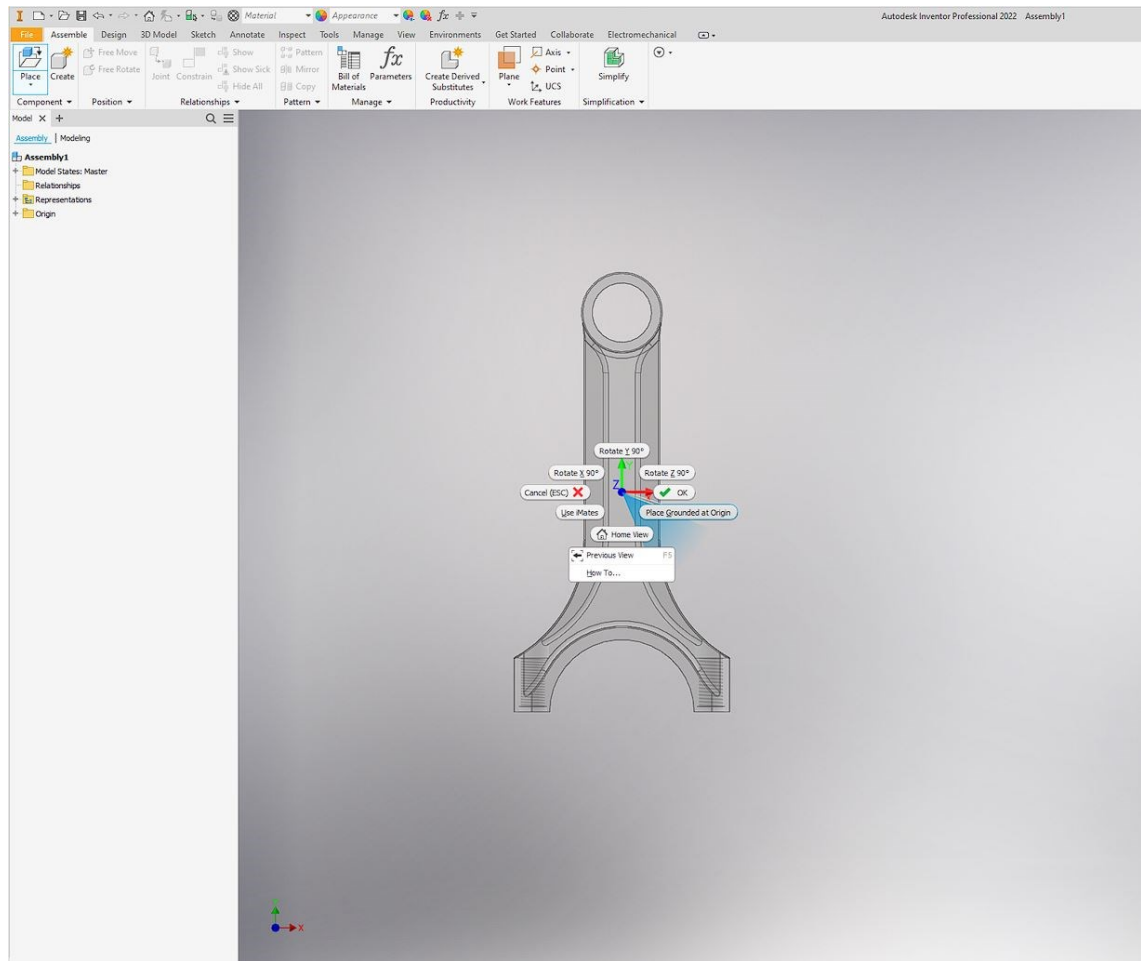 Material
Appearance
fx
Autodesk Inventor Professional 2022 Assembly1
File Assemble Design 3D Model Sketch Annotate Inspect Tools Manage View Environments Get Started Collaborate Electromechanical
Place
Create
Component
Free Move
Free Rotate
Position
Joint
Constrain
Show
Show Sick
Hide All
Relationships
Pattern
Mirror
Copy
Pattern
Bill of
Materials
fx
Parameters
Manage
Create Derived
Substitutes
Productivity
Plane
Axis
Point
UCS
Work Features
Simplify
Simplification
Model X +
Assembly | Modeling
Assembly1
Model States: Master
Relationships
Representations
Origin
Rotate Y 90°
Y
Rotate X 90°
Rotate Z 90°
Z
Cancel (ESC)
OK
Use iMates
Place Grounded at Origin
Home View
Previous View F5
How To...
X